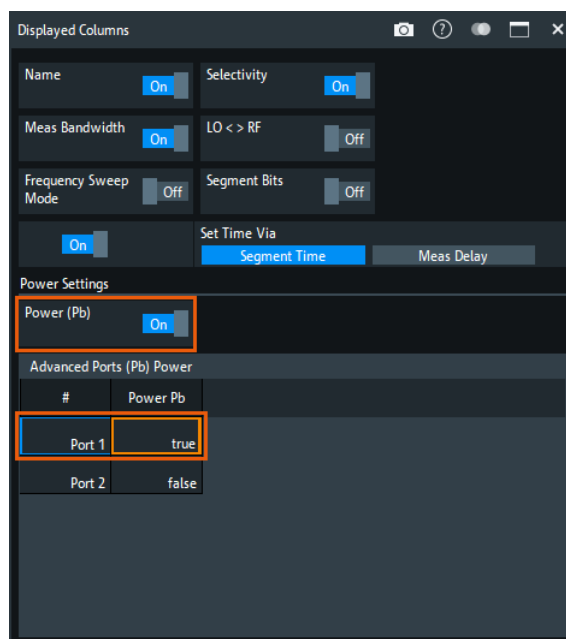 Displayed Columns
Name On Selectivity On
Meas Bandwidth On LO < > RF Off
Frequency Sweep
Mode Off Segment Bits Off
On Set Time Via
Segment Time Meas Delay
Power Settings
Power (Pb) On
Advanced Ports (Pb) Power
# Power Pb
Port 1 true
Port 2 false